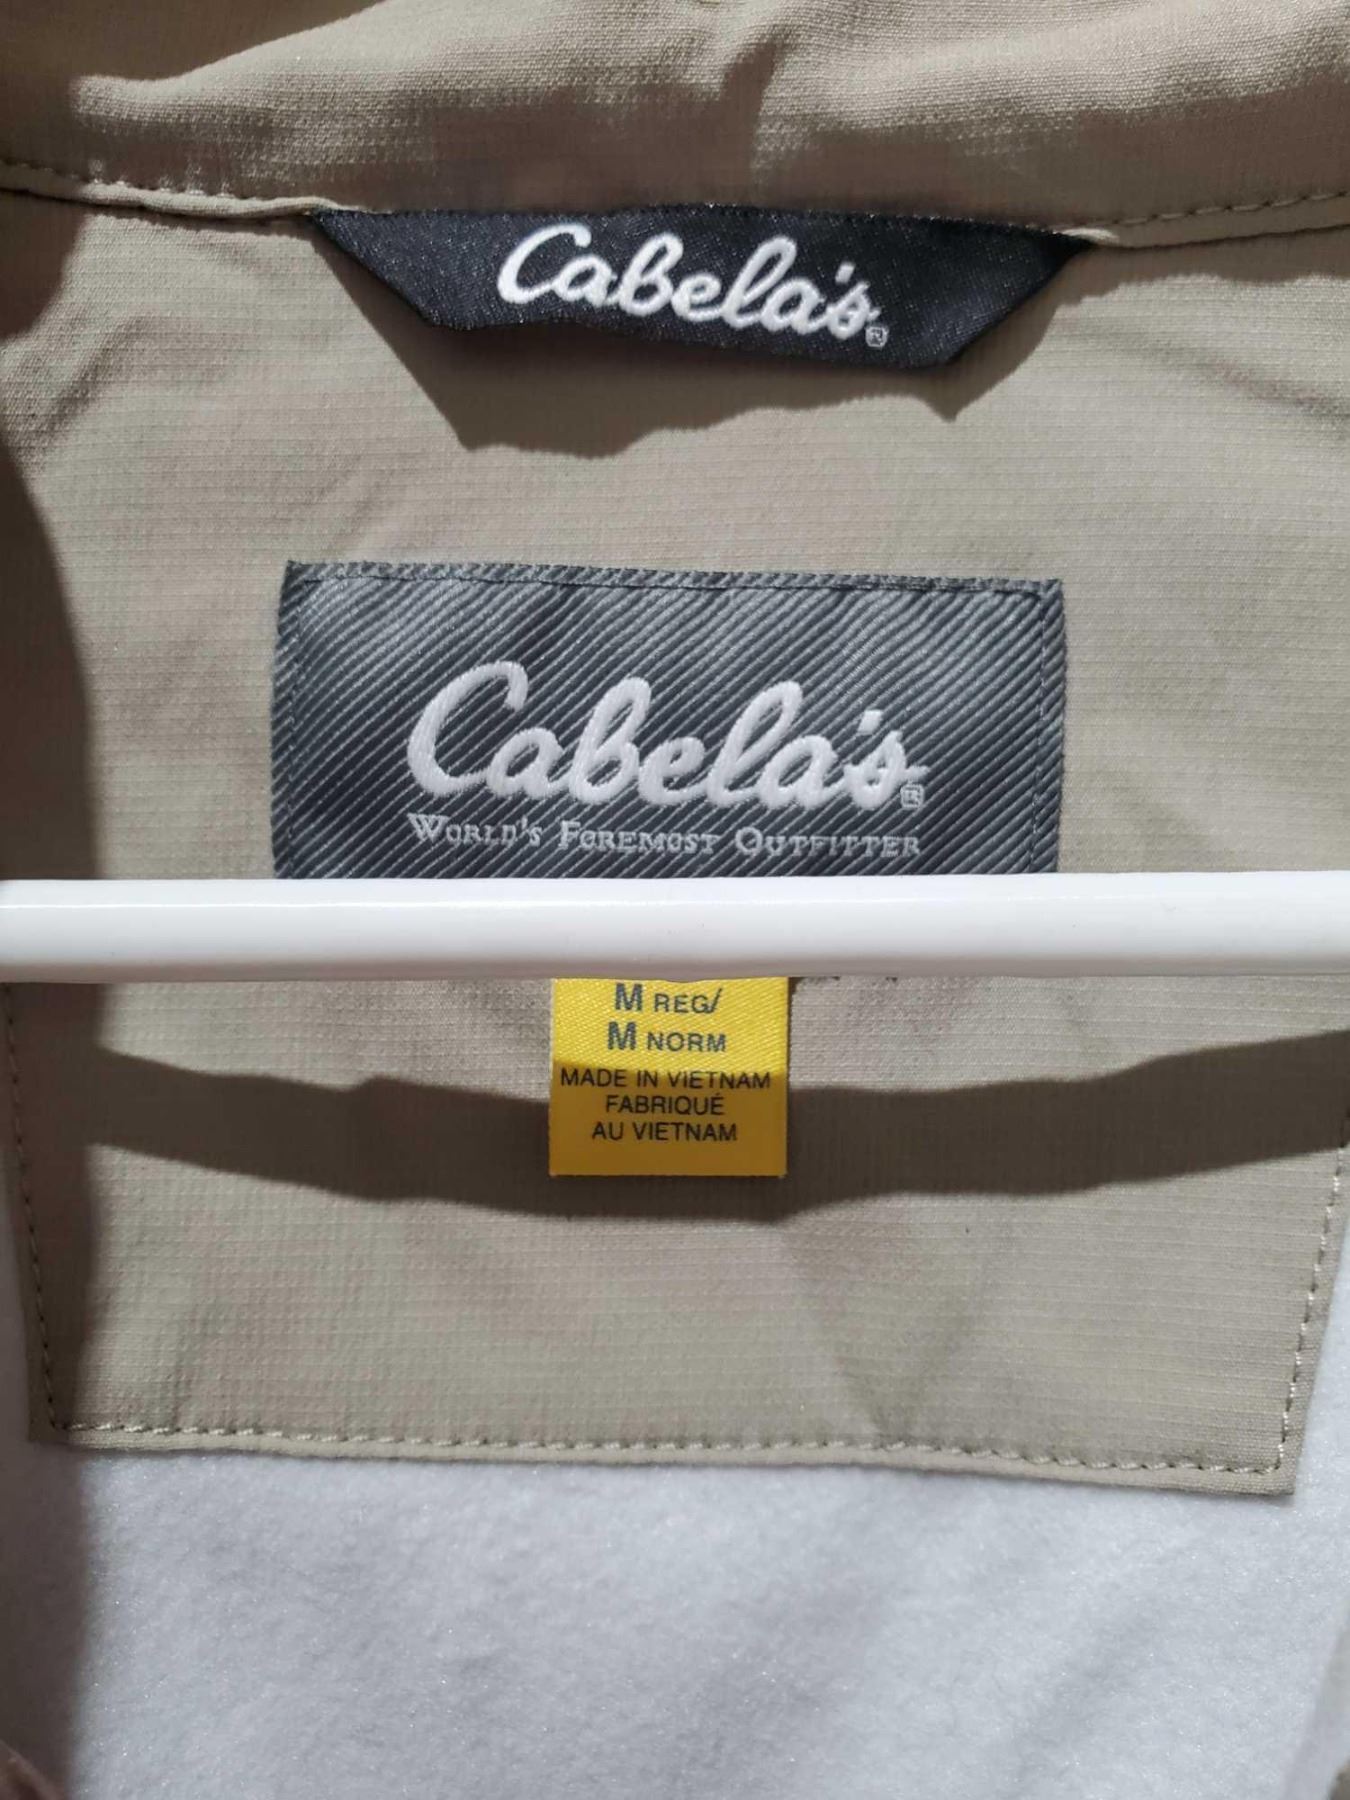 Cabela's®
Cabela's®
WORLD'S FOREMOST OUTFITTER
M REG/
M NORM
MADE IN VIETNAM
FABRIQUÉ
AU VIETNAM